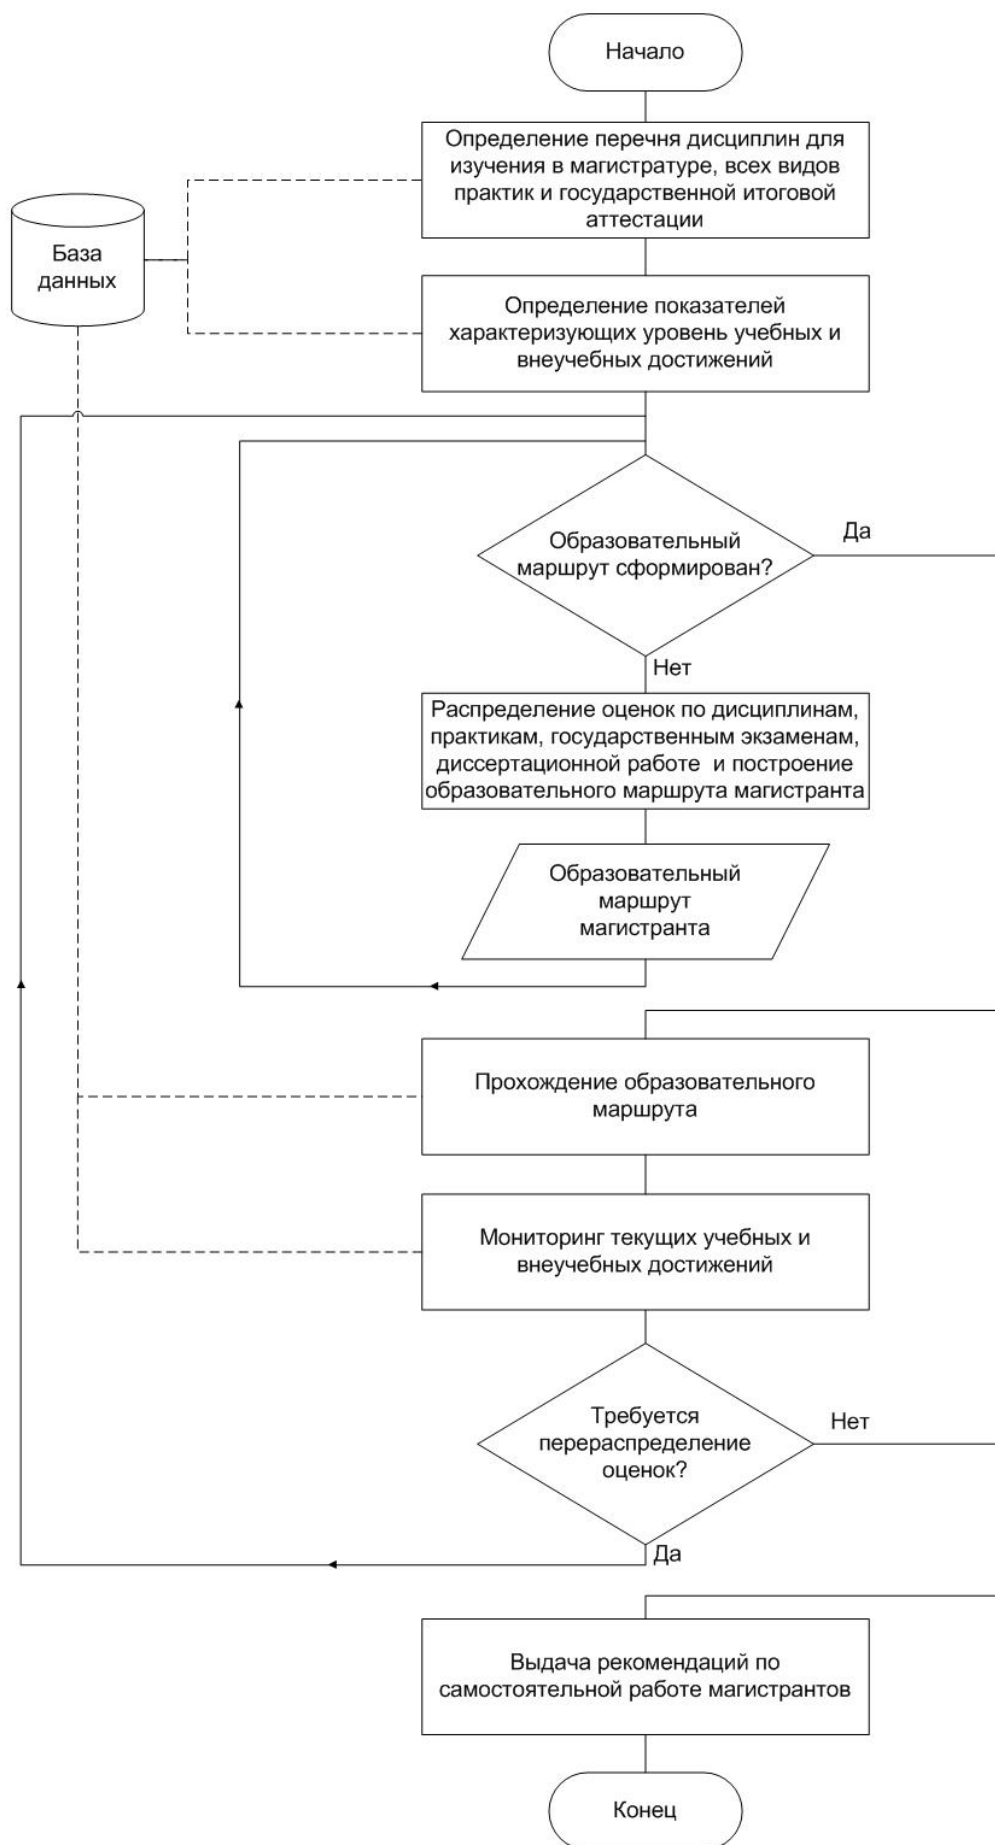 Начало
Определение перечня дисциплин для
изучения в магистратуре, всех видов
практик и государственной итоговой
аттестации
База
данных
Определение показателей
характеризующих уровень учебных и
внеучебных достижений
Образовательный
маршрут сформирован?
Да
Нет
Распределение оценок по дисциплинам,
практикам, государственным экзаменам,
диссертационной работе и построение
образовательного маршрута магистранта
Образовательный
маршрут
магистранта
Прохождение образовательного
маршрута
Мониторинг текущих учебных и
внеучебных достижений
Требуется
перераспределение
оценок?
Нет
Да
Выдача рекомендаций по
самостоятельной работе магистрантов
Конец